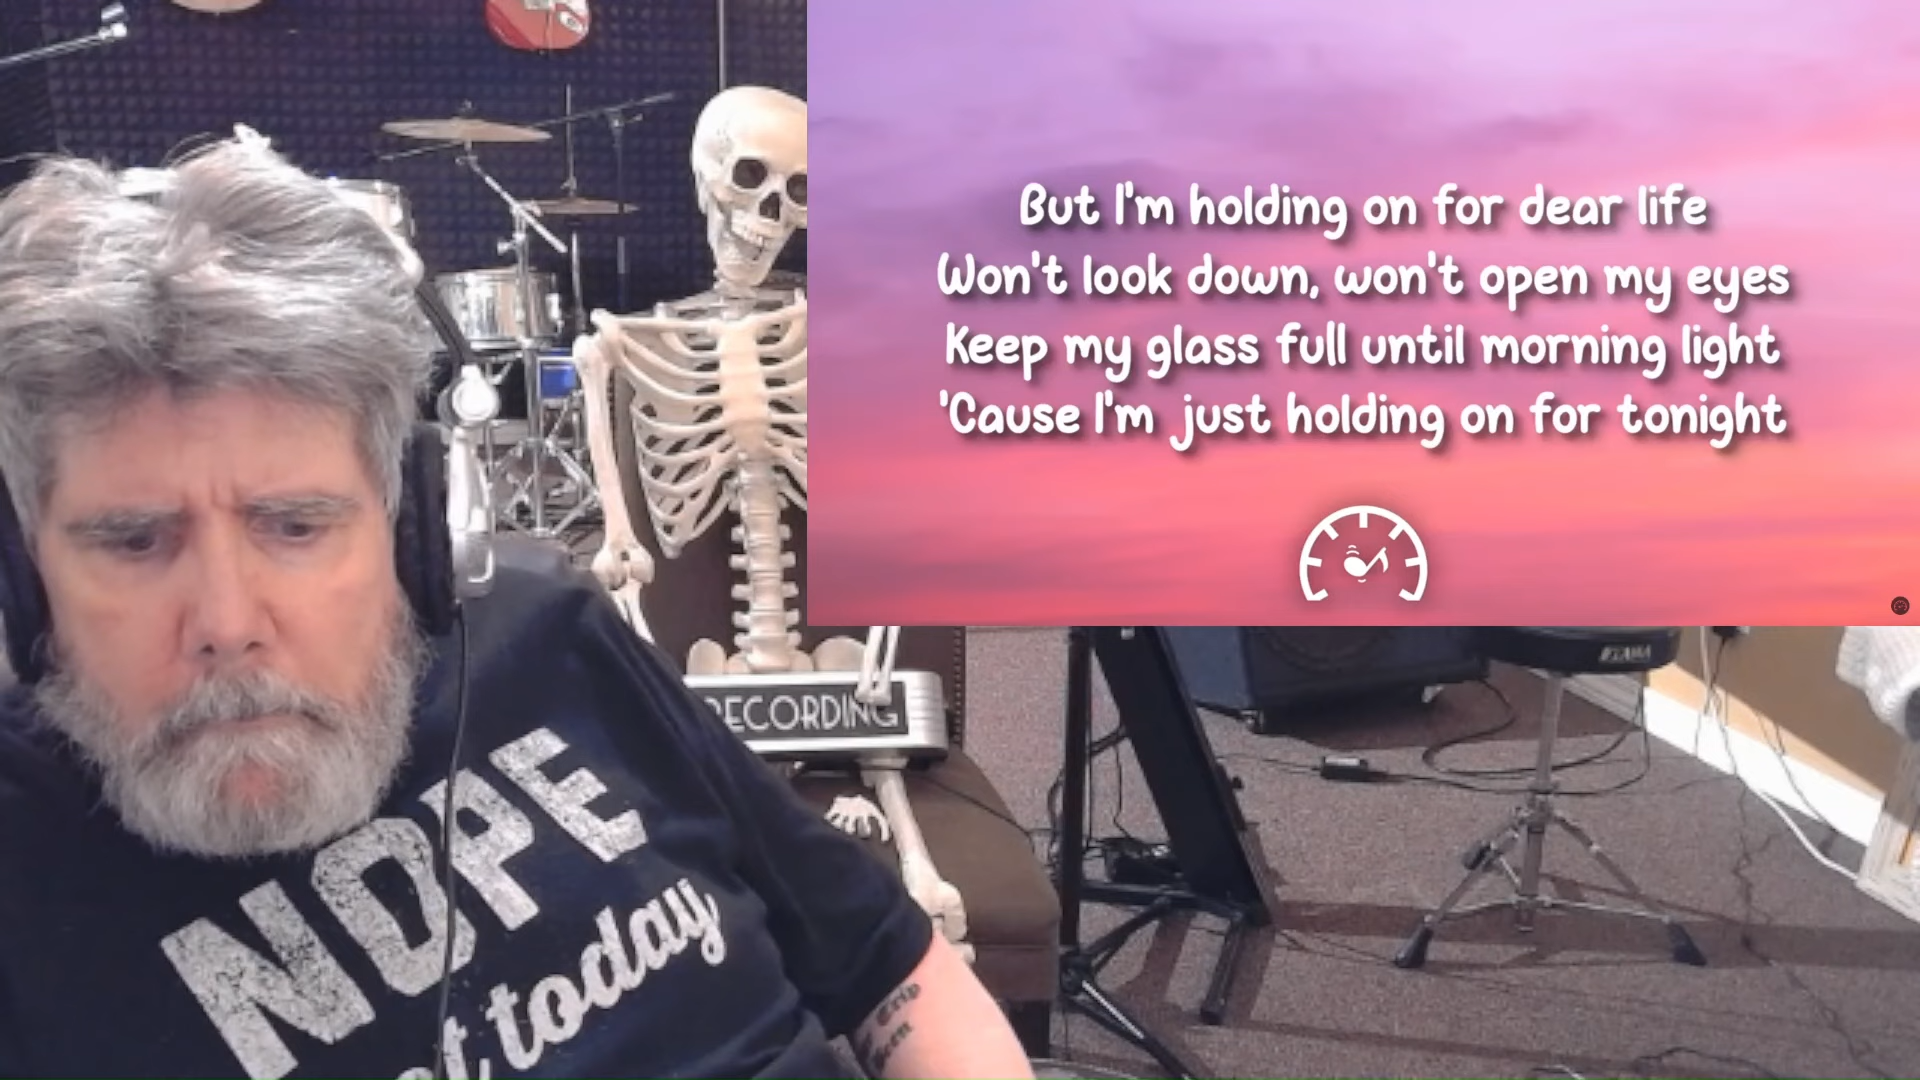 But I'm holding on for dear life
Won't look down, won't open my eyes
Keep my glass full until morning light
'Cause I'm just holding on for tonight
RECORDING
TAMA
NOPE
today